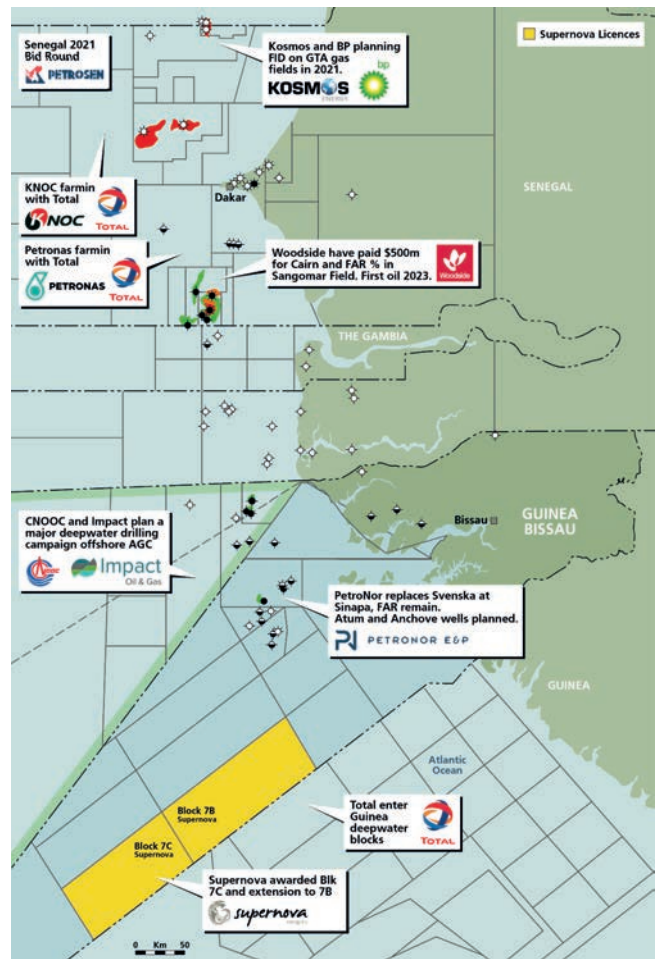 Senegal 2021
Bid Round
PETROSEN
Kosmos and BP planning
FID on GTA gas
fields in 2021.
KOSMOS
ENERGY
bp
Supernova Licences
KNOC farmin
with Total
KNOC
TOTAL
Dakar
SENEGAL
Petronas farmin
with Total
PETRONAS
TOTAL
Woodside have paid $500m
for Cairn and FAR % in
Sangomar Field. First oil 2023.
Woodside
THE GAMBIA
CNOOC and Impact plan a
major deepwater drilling
campaign offshore AGC
Impact
Oil & Gas
Bissau
GUINEA
BISSAU
PetroNor replaces Svenska at
Sinapa, FAR remain.
Atum and Anchove wells planned.
PETRONOR E&P
GUINEA
Atlantic
Ocean
Block 7B
Supernova
Block 7C
Supernova
Total enter
Guinea
deepwater
blocks
TOTAL
Supernova awarded Blk
7C and extension to 7B
supernova
0 Km 50